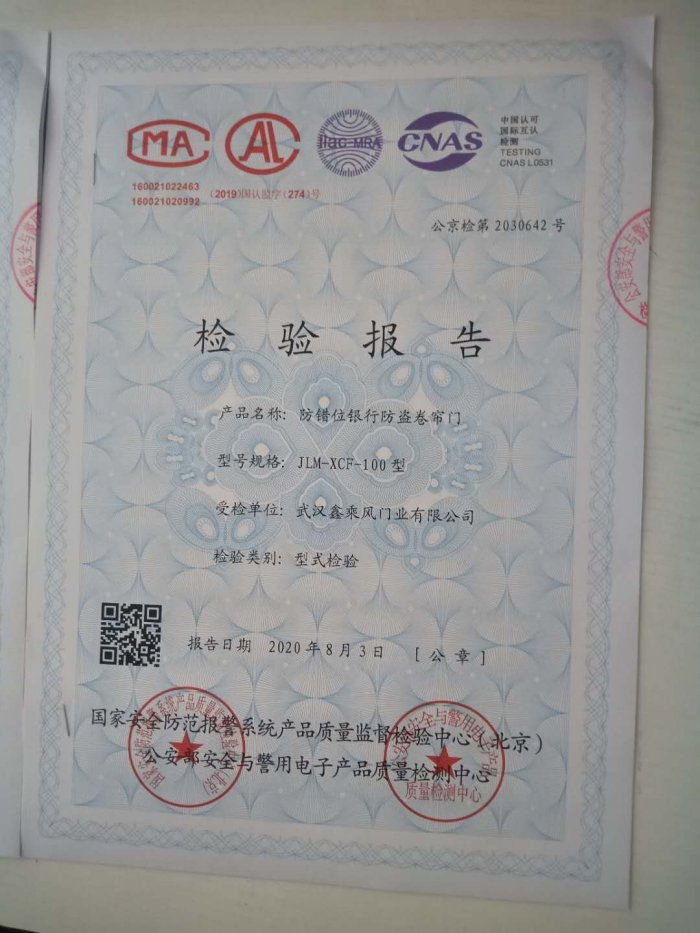 MA
AL
ilac-MRA
CNAS
中国认可
国际互认
检测
TESTING
CNAS L0531
160021022463
160021020992
(2019)国认监字(274)号
公京检第 2030642 号
检验报告
产品名称: 防错位银行防盗卷帘门
型号规格: JLM-XCF-100 型
受检单位: 武汉鑫乘风门业有限公司
检验类别: 型式检验
报告日期 2020 年 8 月 3 日 [ 公 章 ]
国家安全防范报警系统产品质量监督检验中心(北京)
公安部安全与警用电子产品质量检测中心
质量检测中心